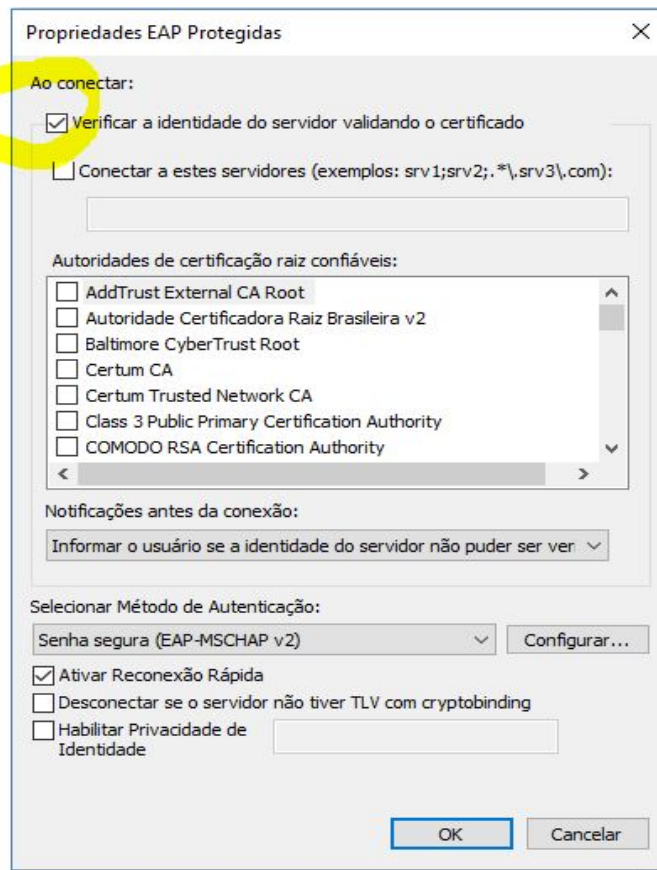 Propriedades EAP Protegidas
Ao conectar:
Verificar a identidade do servidor validando o certificado
Conectar a estes servidores (exemplos: srv1;srv2;.*\.srv3\.com):
Autoridades de certificação raiz confiáveis:
AddTrust External CA Root
Autoridade Certificadora Raiz Brasileira v2
Baltimore CyberTrust Root
Certum CA
Certum Trusted Network CA
Class 3 Public Primary Certification Authority
COMODO RSA Certification Authority
Notificações antes da conexão:
Informar o usuário se a identidade do servidor não puder ser ver
Selecionar Método de Autenticação:
Senha segura (EAP-MSCHAP v2)
Configurar...
Ativar Reconexão Rápida
Desconectar se o servidor não tiver TLV com cryptobinding
Habilitar Privacidade de
Identidade
OK
Cancelar